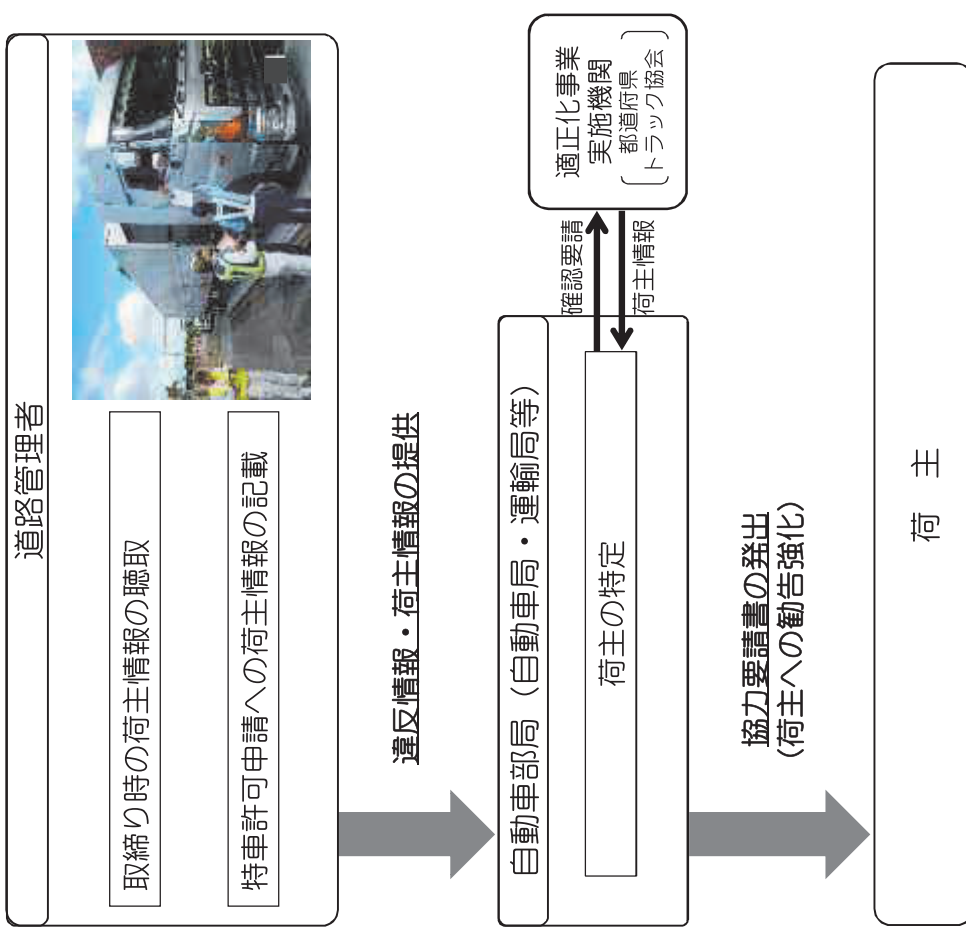 道路管理者
取締り時の荷主情報の聴取
特車許可申請への荷主情報の記載
違反情報・荷主情報の提供
自動車部局（自動車局・運輸局等）
荷主の特定
確認要請
荷主情報
適正化事業
実施機関
都道府県
トラック協会
協力要請書の発出
（荷主への勧告強化）
荷　主